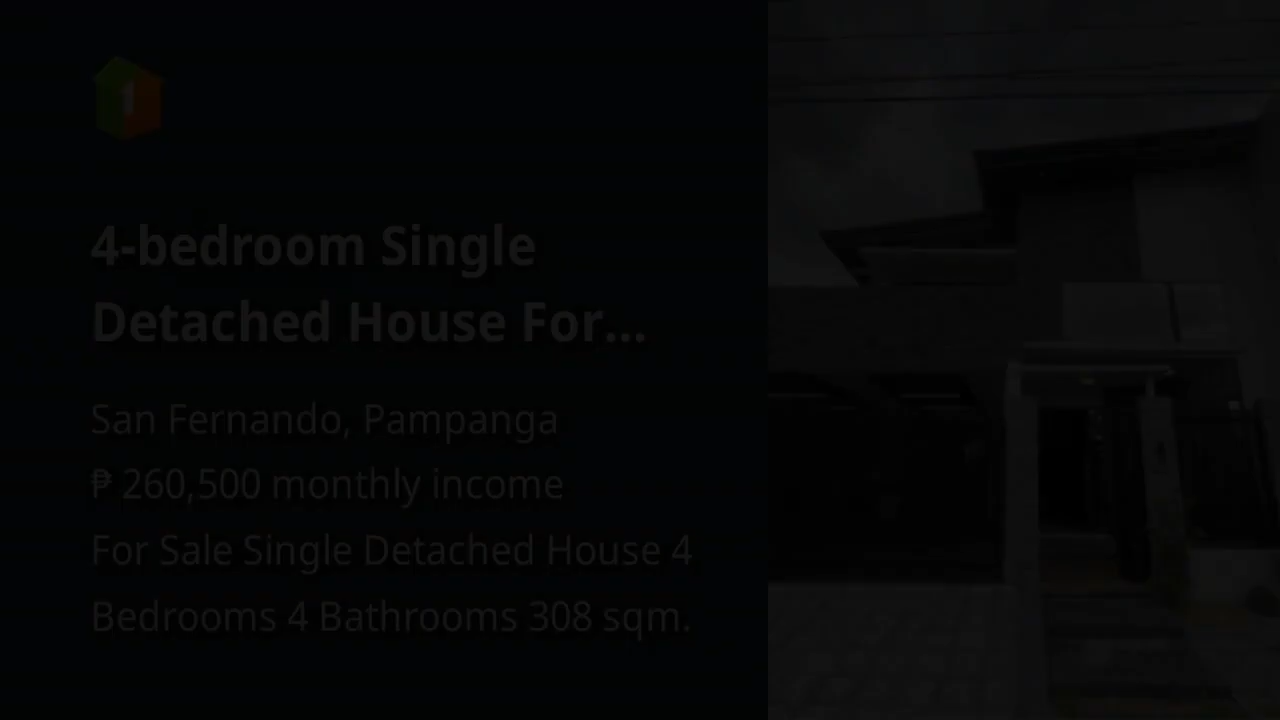 4-bedroom Single
Detached House For...
San Fernando, Pampanga
₱ 260,500 monthly income
For Sale Single Detached House 4
Bedrooms 4 Bathrooms 308 sqm.